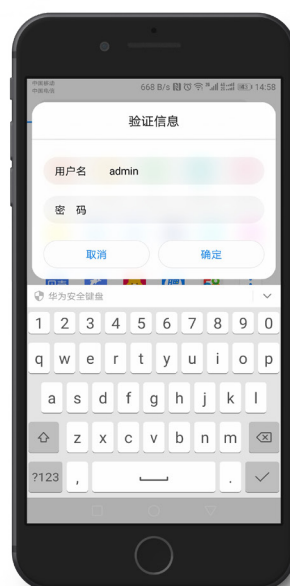 中国移动
中国电信
668 B/s 14:58
验证信息
用户名 admin
密 码
取消 确定
华为安全键盘
1 2 3 4 5 6 7 8 9 0
q w e r t y u i o p
a s d f g h j k l
z x c v b n m
?123 , .